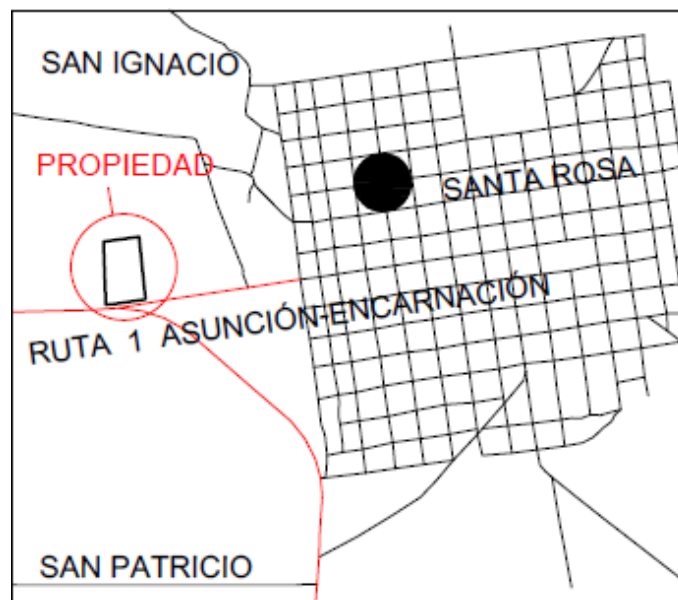 SAN IGNACIO
PROPIEDAD
SANTA ROSA
RUTA 1 ASUNCIÓN-ENCARNACIÓN
SAN PATRICIO